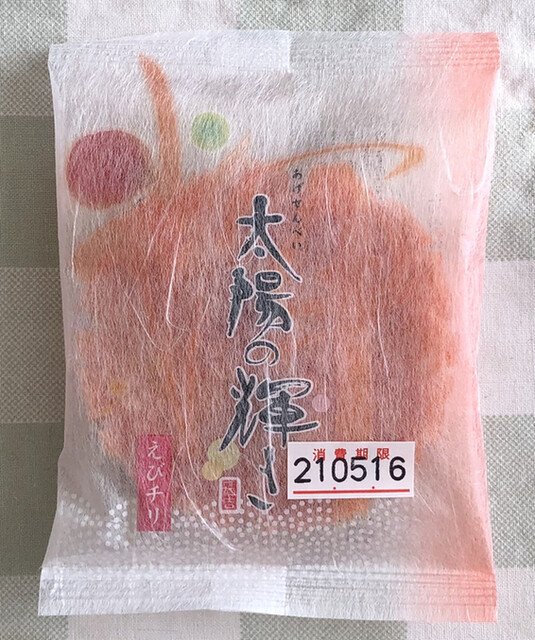 あげせんべい
太陽の輝き
えびチリ
消費期限
210516